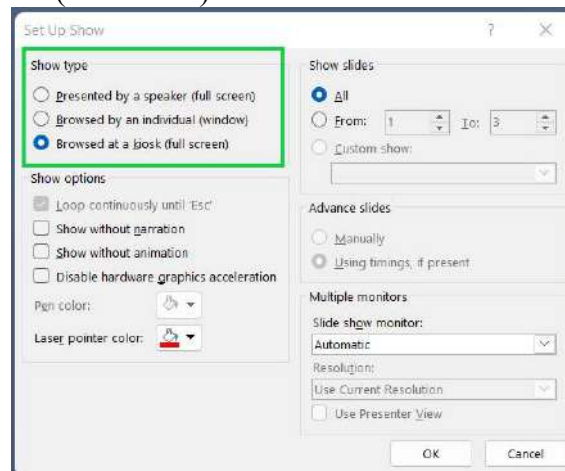 Set Up Show
?
×
Show type
Presented by a speaker (full screen)
Browsed by an individual (window)
Browsed at a kiosk (full screen)
Show options
Loop continuously until 'Esc'
Show without narration
Show without animation
Disable hardware graphics acceleration
Pen color:
Laser pointer color:
Show slides
All
From: 1 To: 3
Custom show:
Advance slides
Manually
Using timings, if present
Multiple monitors
Slide show monitor:
Automatic
Resolution:
Use Current Resolution
Use Presenter View
OK
Cancel